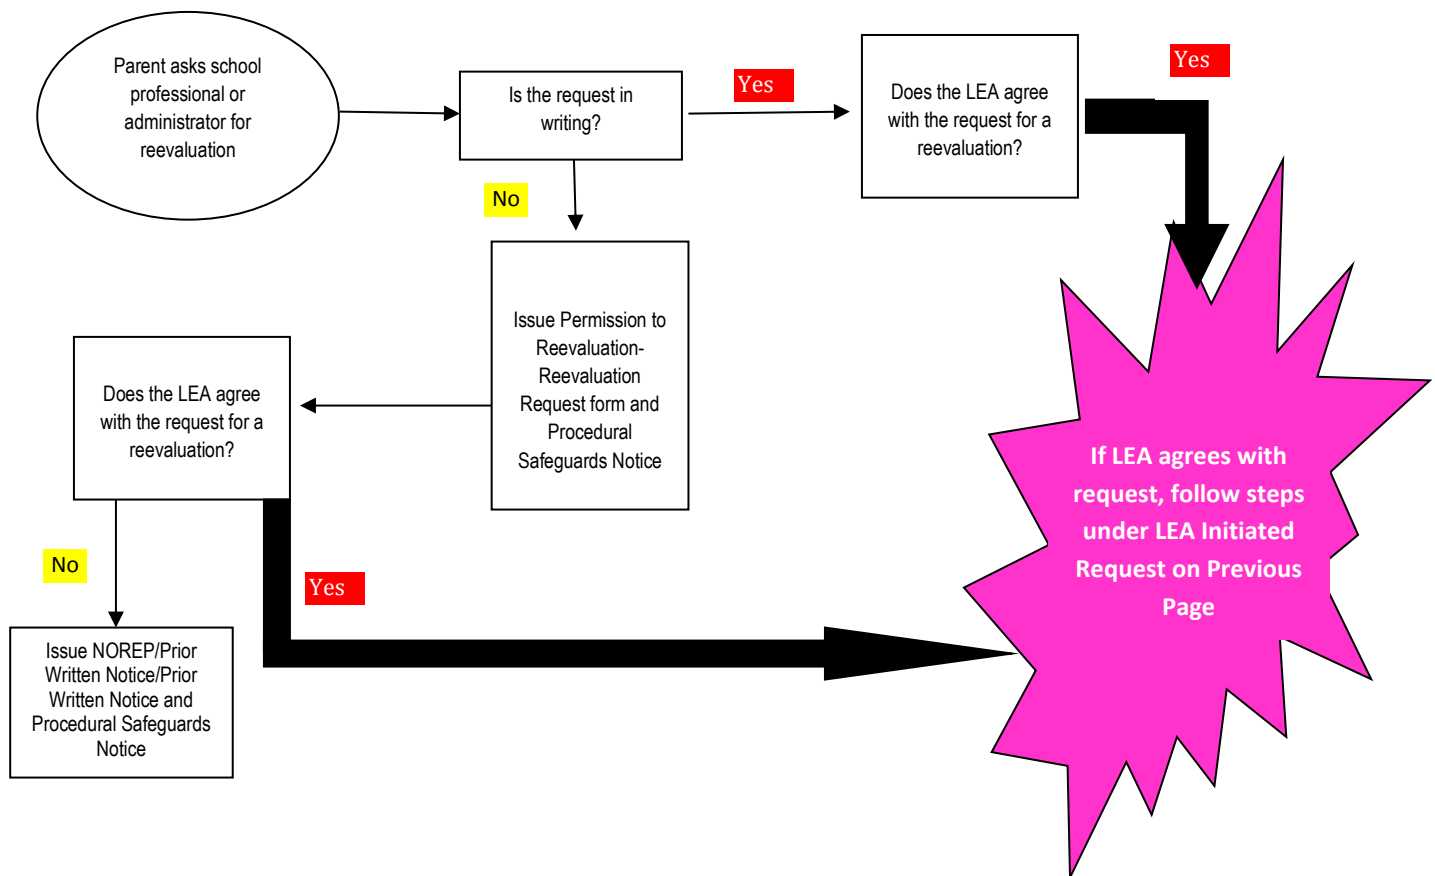 Parent asks school
professional or
administrator for
reevaluation
Is the request in
writing?
Yes
Does the LEA agree
with the request for a
reevaluation?
Yes
No
Issue Permission to
Reevaluation-
Reevaluation
Request form and
Procedural
Safeguards Notice
Does the LEA agree
with the request for a
reevaluation?
No
Yes
Issue NOREP/Prior
Written Notice/Prior
Written Notice and
Procedural Safeguards
Notice
If LEA agrees with
request, follow steps
under LEA Initiated
Request on Previous
Page